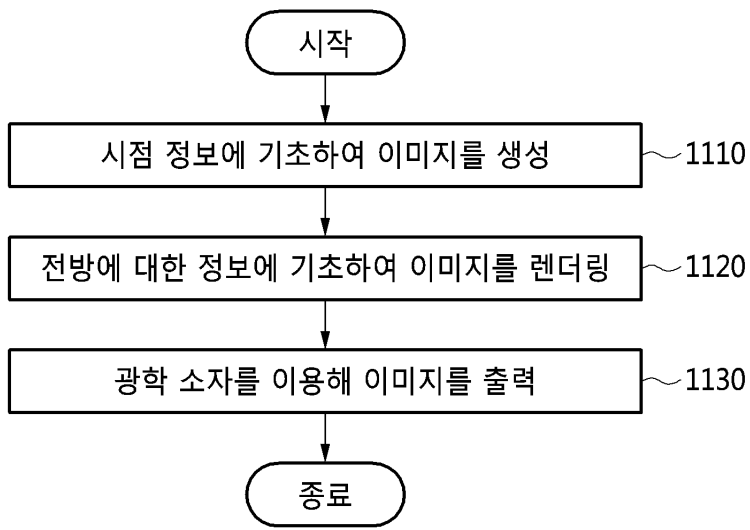 시작
시점 정보에 기초하여 이미지를 생성 1110
전방에 대한 정보에 기초하여 이미지를 렌더링 1120
광학 소자를 이용해 이미지를 출력 1130
종료